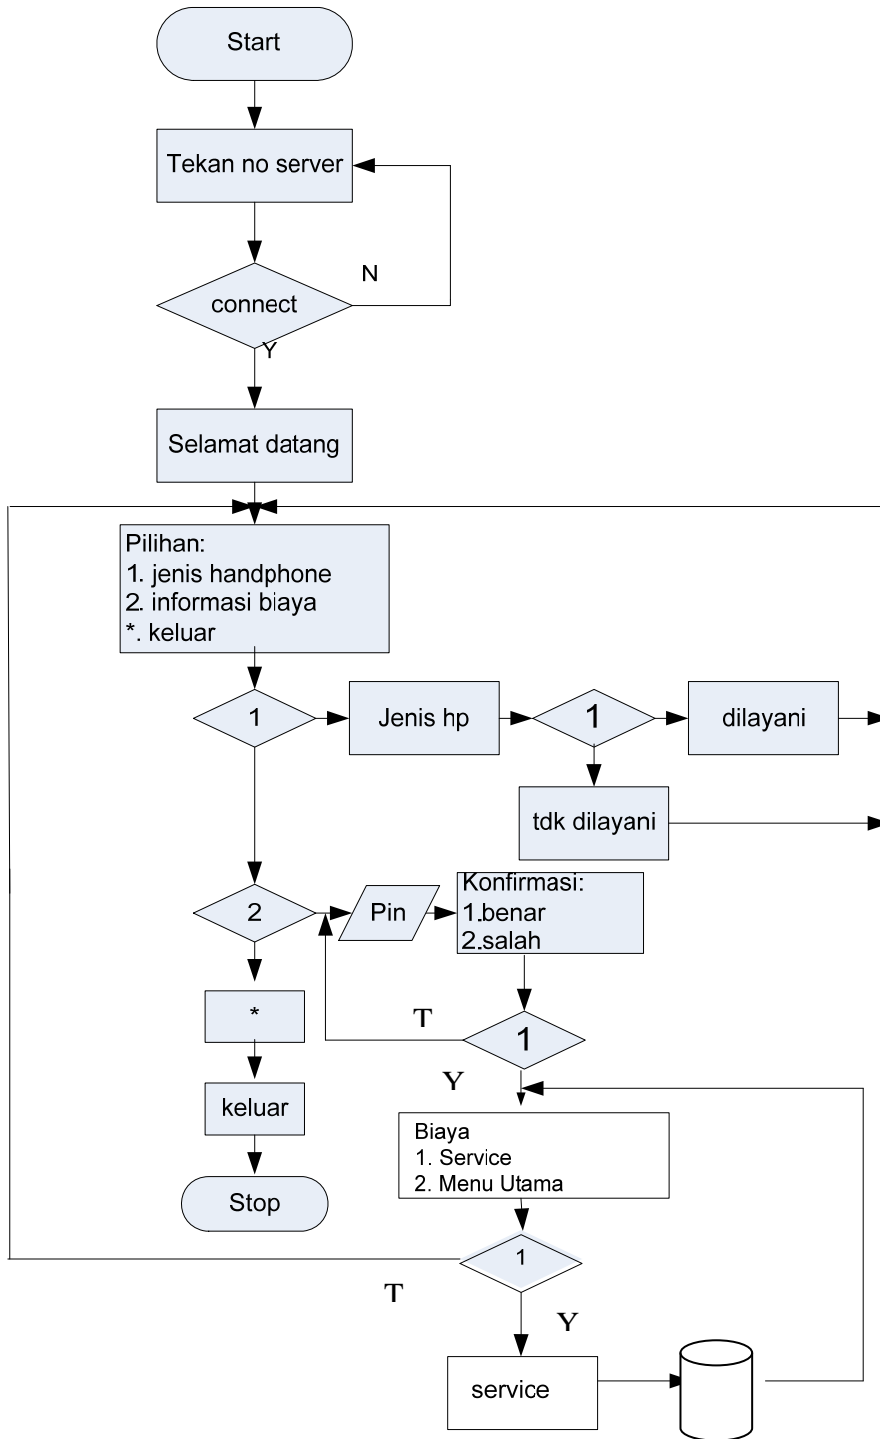 Start
Tekan no server
N
connect
Y
Selamat datang
Pilihan:
1. jenis handphone
2. informasi biaya
*. keluar
1
Jenis hp
1
dilayani
tdk dilayani
2
Pin
Konfirmasi:
1.benar
2.salah
*
T
1
Y
keluar
Biaya
1. Service
2. Menu Utama
Stop
1
T
Y
service